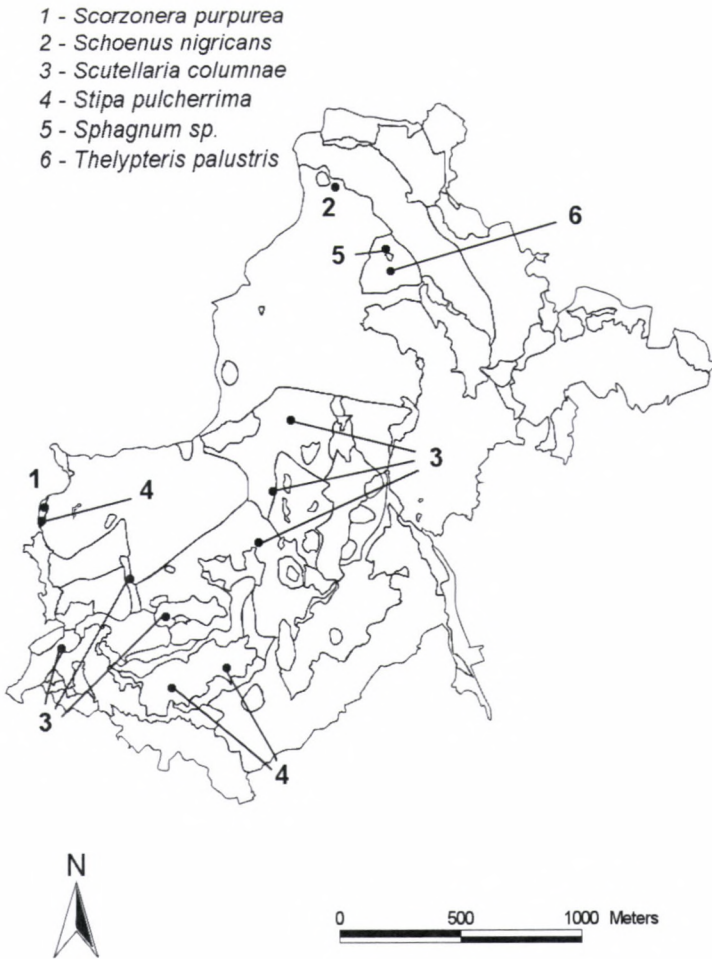 1 - Scorzonera purpurea
2 - Schoenus nigricans
3 - Scutellaria columnae
4 - Stipa pulcherrima
5 - Sphagnum sp.
6 - Thelypteris palustris
2
6
5
3
1
4
3
4
N
0 500 1000 Meters